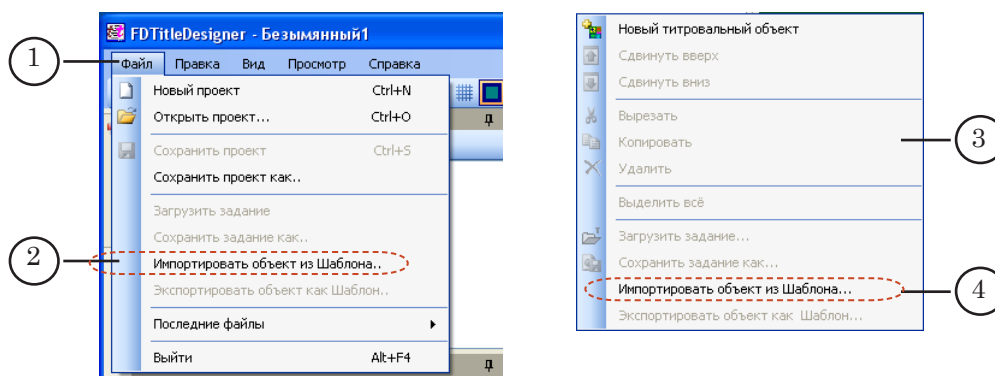 FDTitleDesigner - Безымянный1
1
Файл Правка Вид Просмотр Справка
Новый проект Ctrl+N
Открыть проект... Ctrl+O
Сохранить проект Ctrl+S
Сохранить проект как..
Загрузить задание
Сохранить задание как..
2
Импортировать объект из Шаблона..
Экспортировать объект как Шаблон..
Последние файлы
Выйти Alt+F4
Новый титровальный объект
Сдвинуть вверх
Сдвинуть вниз
Вырезать
Копировать
3
Удалить
Выделить всё
Загрузить задание...
Сохранить задание как...
Импортировать объект из Шаблона...
4
Экспортировать объект как Шаблон...